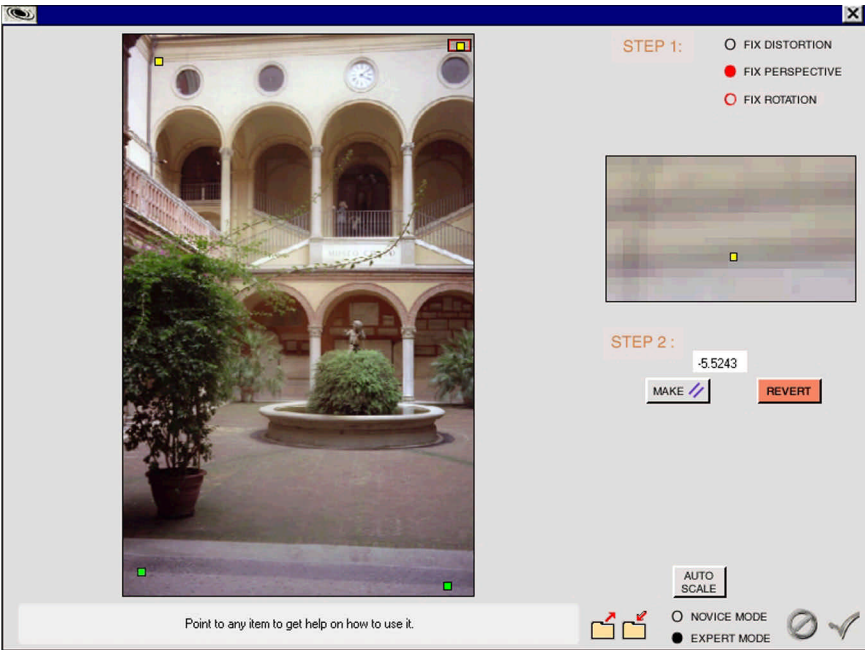 STEP 1:
FIX DISTORTION
FIX PERSPECTIVE
FIX ROTATION
STEP 2 :
-5.5243
MAKE
REVERT
AUTO
SCALE
Point to any item to get help on how to use it.
NOVICE MODE
EXPERT MODE